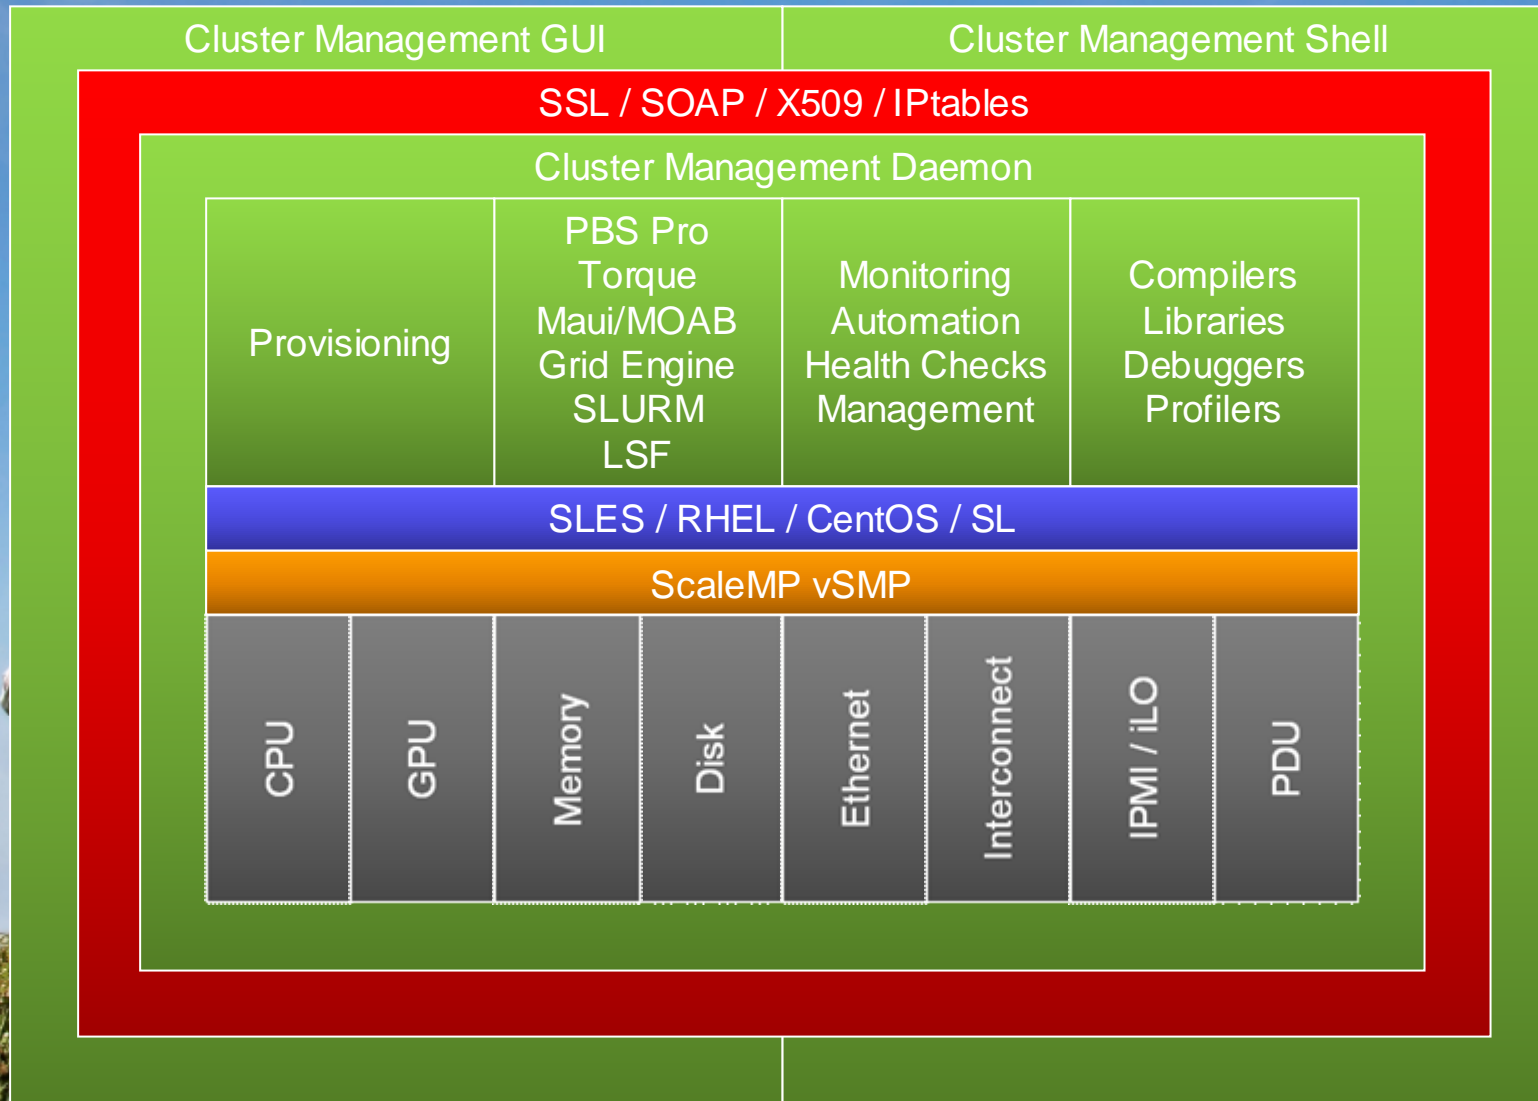 Cluster Management GUI
Cluster Management Shell
SSL / SOAP / X509 / IPtables
Cluster Management Daemon
Provisioning
PBS Pro
Torque
Maui/MOAB
Grid Engine
SLURM
LSF
Monitoring
Automation
Health Checks
Management
Compilers
Libraries
Debuggers
Profilers
SLES / RHEL / CentOS / SL
ScaleMP vSMP
CPU
GPU
Memory
Disk
Ethernet
Interconnect
IPMI / iLO
PDU